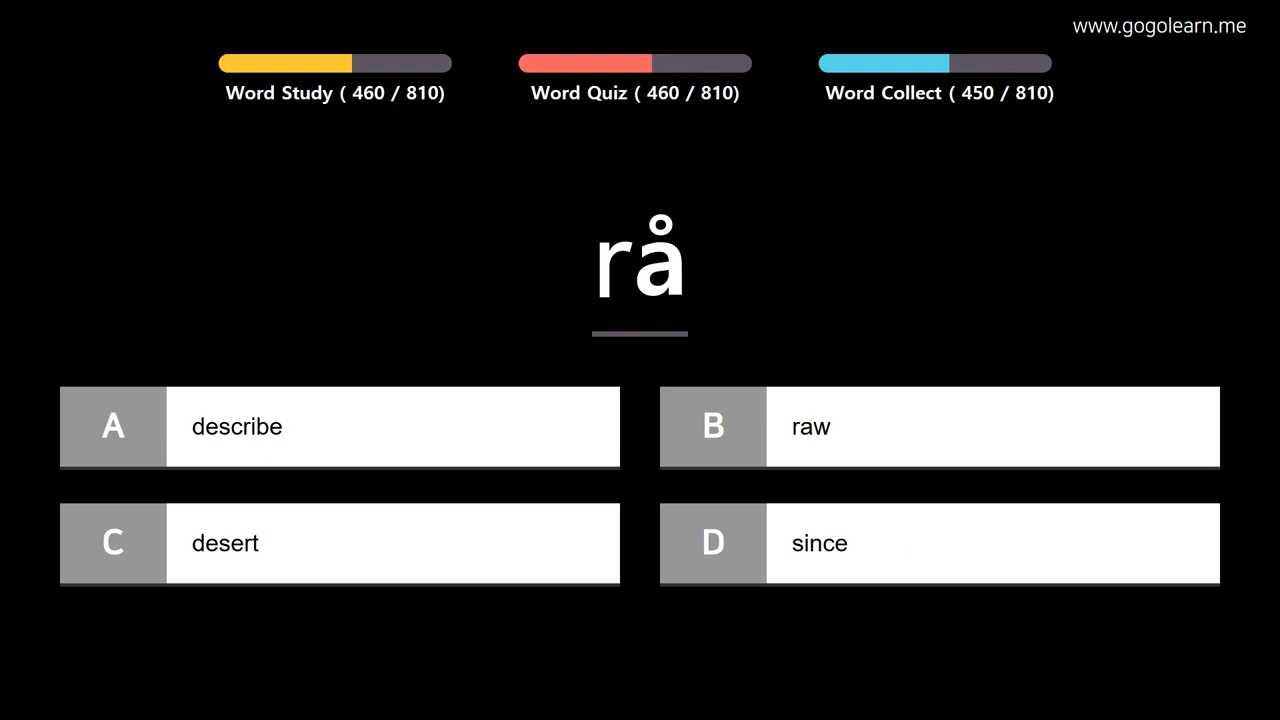 www.gogolearn.me
Word Study ( 460 / 810)
Word Quiz ( 460 / 810)
Word Collect ( 450 / 810)
rå
A describe
B raw
C desert
D since